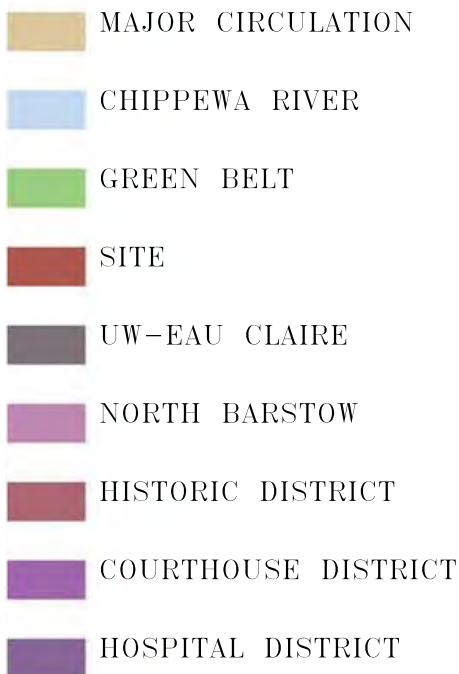 MAJOR CIRCULATION
CHIPPEWA RIVER
GREEN BELT
SITE
UW-EAU CLAIRE
NORTH BARSTOW
HISTORIC DISTRICT
COURTHOUSE DISTRICT
HOSPITAL DISTRICT